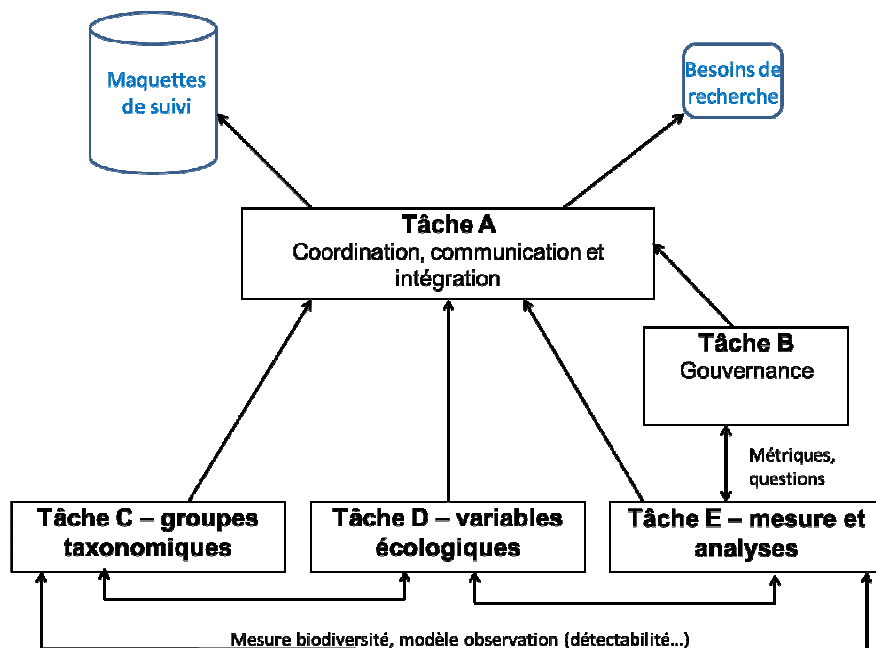 Maquettes
de suivi
Besoins de
recherche
Tâche A
Coordination, communication et
intégration
Tâche B
Gouvernance
Métriques,
questions
Tâche C – groupes
taxonomiques
Tâche D – variables
écologiques
Tâche E – mesure et
analyses
Mesure biodiversité, modèle observation (détectabilité...)